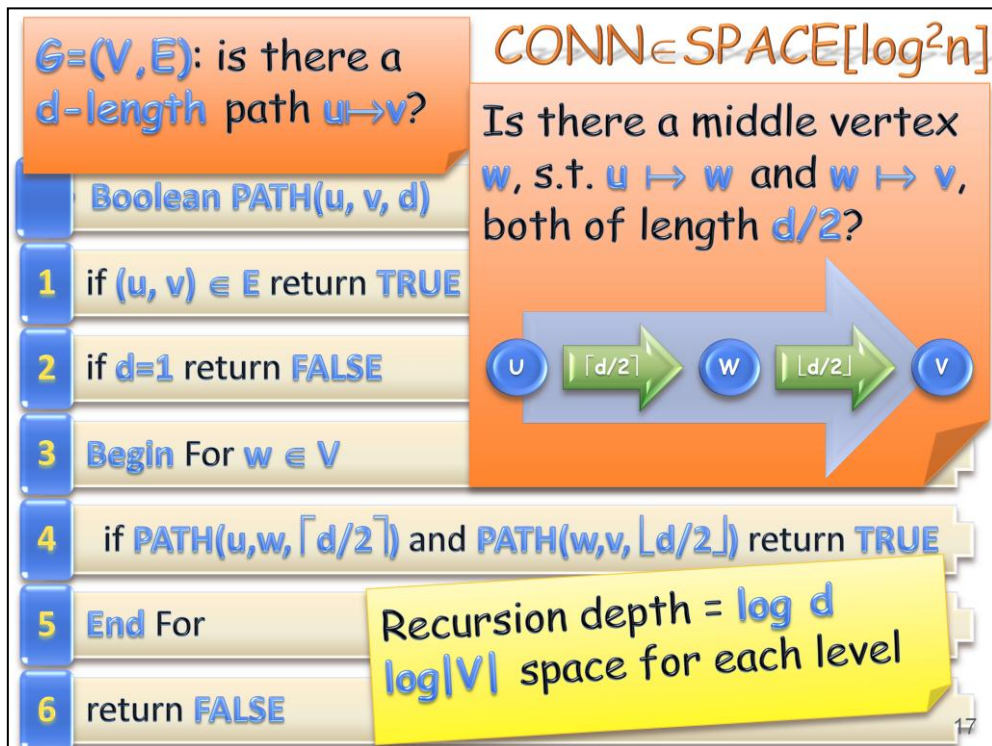 G=(V,E): is there a
d-length path u↦v?
CONN∈SPACE[log²n]
Is there a middle vertex
w, s.t. u ↦ w and w ↦ v,
both of length d/2?
U ⌈d/2⌉ W ⌊d/2⌋ V
Boolean PATH(u, v, d)
1 if (u, v) ∈ E return TRUE
2 if d=1 return FALSE
3 Begin For w ∈ V
4 if PATH(u,w,⌈d/2⌉) and PATH(w,v,⌊d/2⌋) return TRUE
5 End For
6 return FALSE
Recursion depth = log d
log|V| space for each level
17